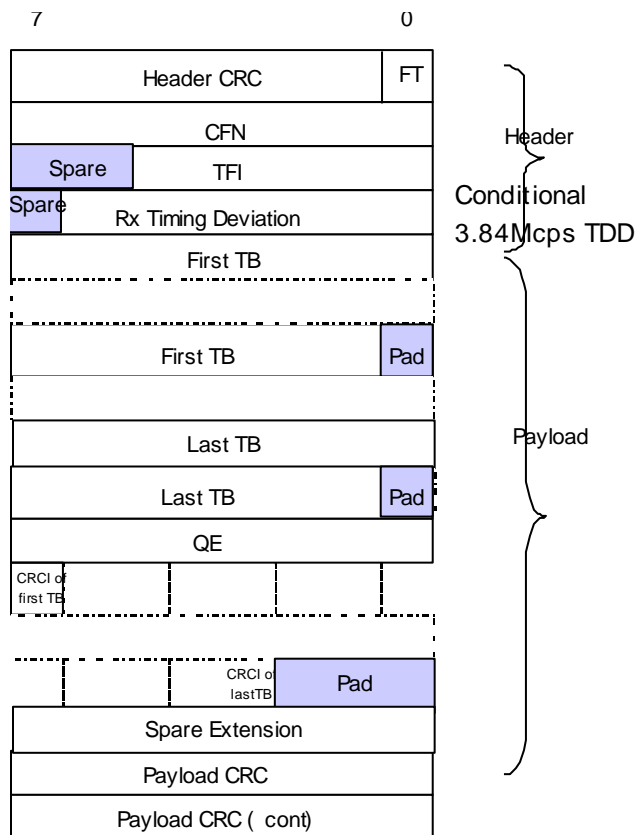 7 0
Header CRC FT
CFN
Header
Spare TFI
Spare Rx Timing Deviation
Conditional
3.84Mcps TDD
First TB
First TB Pad
Payload
Last TB
Last TB Pad
QE
CRCI of
first TB
CRCI of
lastTB
Pad
Spare Extension
Payload CRC
Payload CRC ( cont)